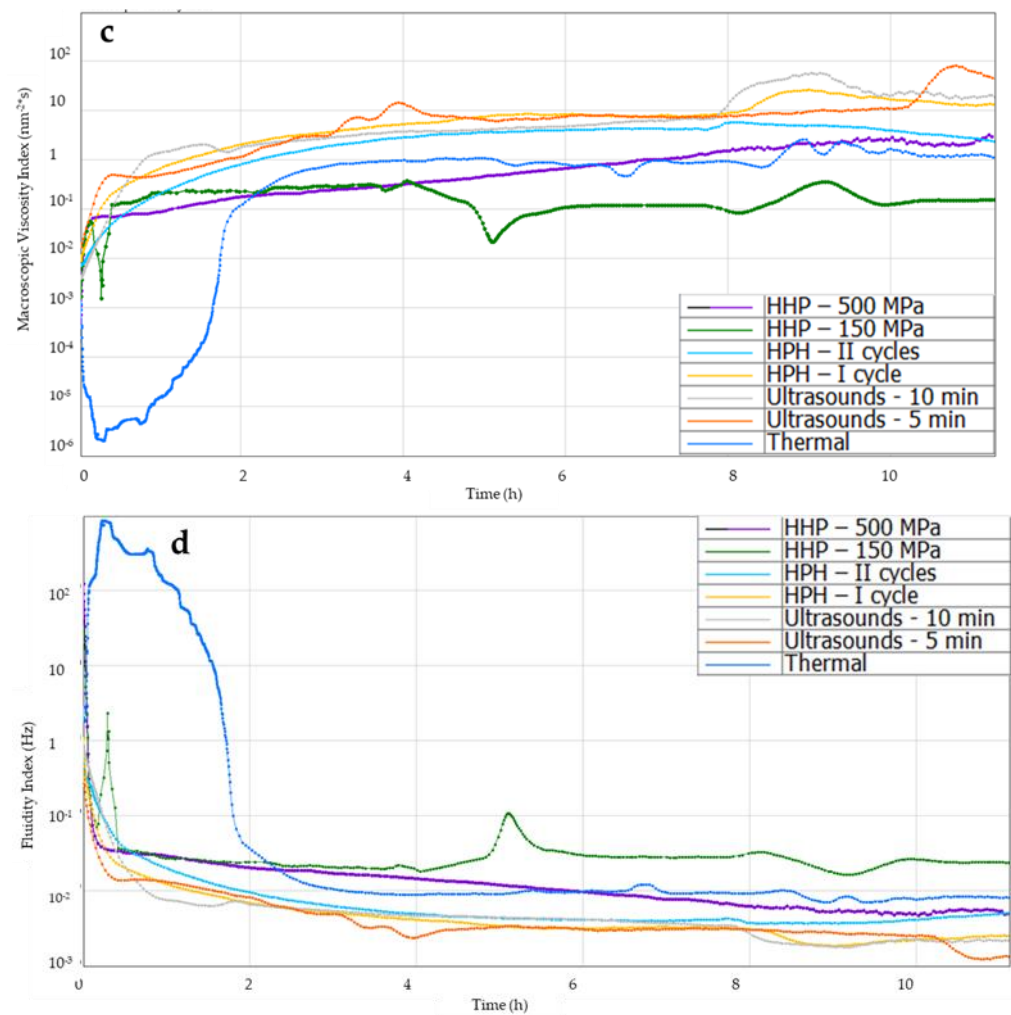 c
10²
10
1
10⁻¹
10⁻²
10⁻³
10⁻⁴
10⁻⁵
10⁻⁶
Macroscopic Viscosity Index (nm⁻²*s)
HHP – 500 MPa
HHP – 150 MPa
HPH – II cycles
HPH – I cycle
Ultrasounds - 10 min
Ultrasounds - 5 min
Thermal
0 2 4 6 8 10
Time (h)
d
10²
10
1
10⁻¹
10⁻²
10⁻³
Fluidity Index (Hz)
HHP – 500 MPa
HHP – 150 MPa
HPH – II cycles
HPH – I cycle
Ultrasounds - 10 min
Ultrasounds - 5 min
Thermal
0 2 4 6 8 10
Time (h)